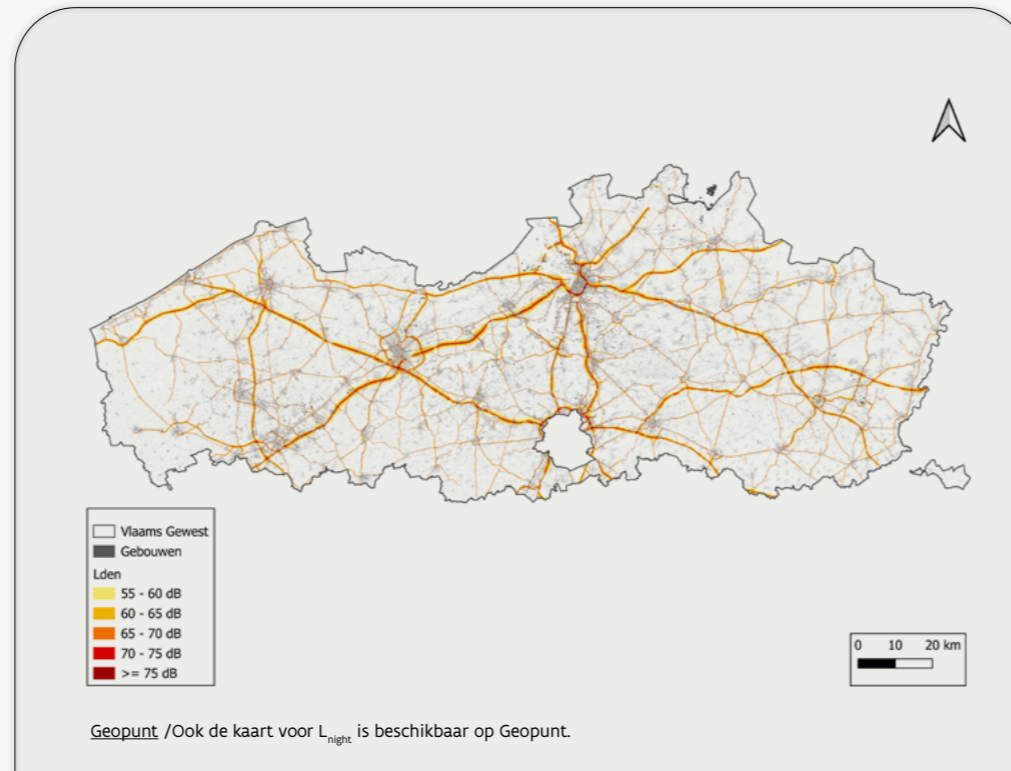 Vlaams Gewest
Gebouwen
Lden
55 - 60 dB
60 - 65 dB
65 - 70 dB
70 - 75 dB
>= 75 dB
0 10 20 km
Geopunt /Ook de kaart voor Lnight is beschikbaar op Geopunt.